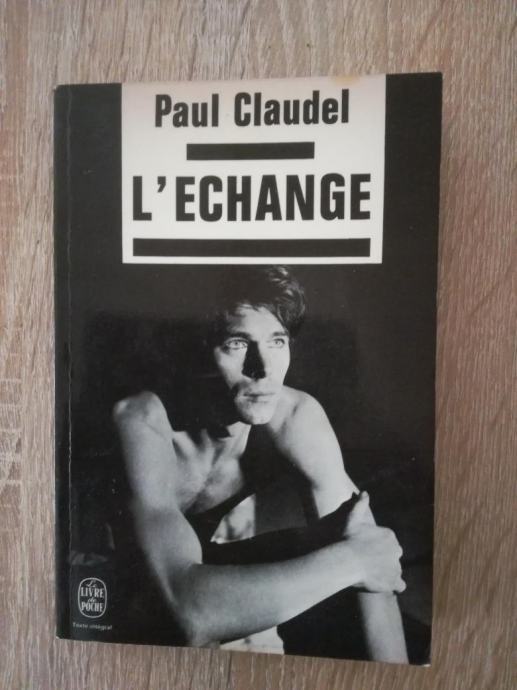 Paul Claudel
L'ECHANGE
Le
LIVRE
de
POCHE
Texte intégral